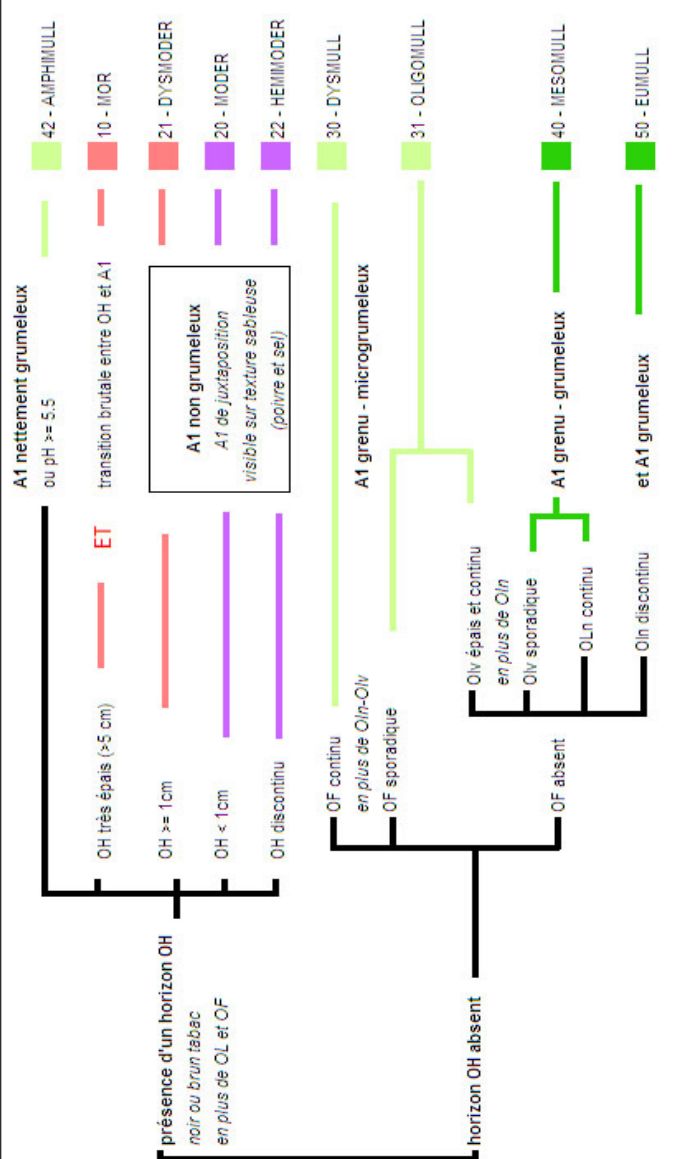 présence d'un horizon OH
noir ou brun tabac
en plus de OL et OF
A1 nettement grumeleux
ou pH >= 5.5
42 - AMPHIMULL
OH très épais (>5 cm)
ET
transition brutale entre OH et A1
10 - MOR
OH >= 1cm
21 - DYSMODER
OH < 1cm
20 - MODER
OH discontinu
22 - HEMIMODER
A1 non grumeleux
A1 de juxtaposition
visible sur texture sableuse
(poivre et sel)
horizon OH absent
OF continu
en plus de Oln-Olv
30 - DYSMULL
OF sporadique
A1 grenu - microgrumeleux
31 - OLIGOMULL
OF absent
Olv épais et continu
en plus de Oln
Olv sporadique
OLn continu
A1 grenu - grumeleux
40 - MESOMULL
Oln discontinu
et A1 grumeleux
50 - EUMULL